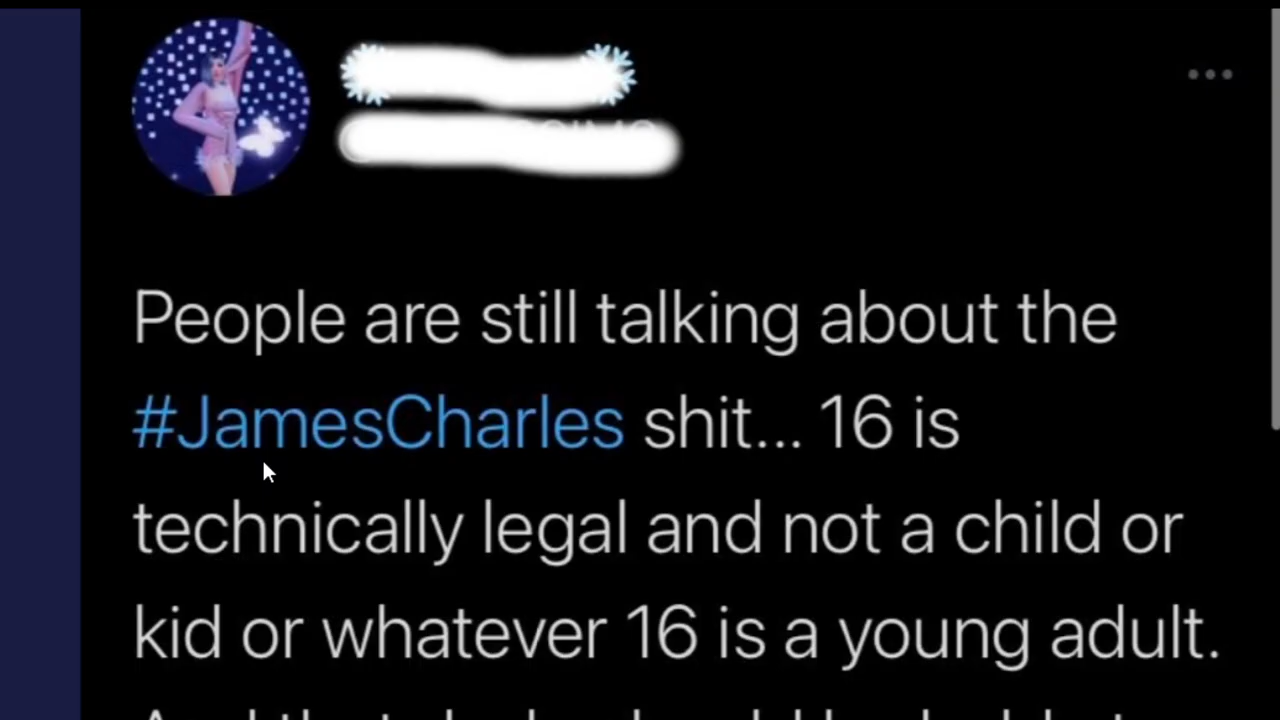 People are still talking about the
#JamesCharles shit... 16 is
technically legal and not a child or
kid or whatever 16 is a young adult.